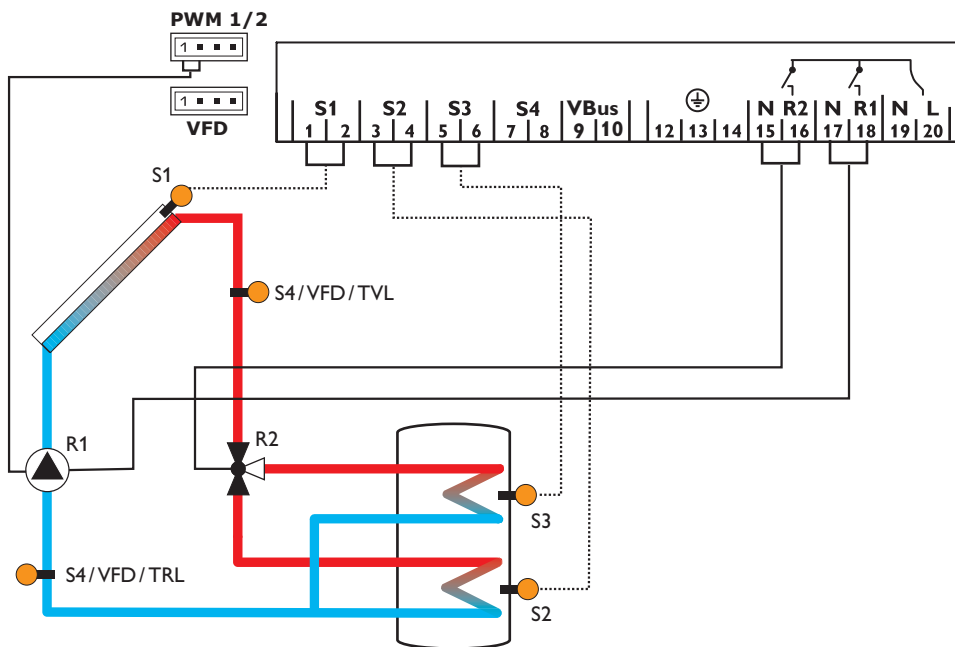 PWM 1/2
1
1
VFD
S1 S2 S3 S4 VBus N R2 N R1 N L
1 2 3 4 5 6 7 8 9 10 12 13 14 15 16 17 18 19 20
S1
S4/VFD/TVL
R1
R2
S3
S4/VFD/TRL
S2